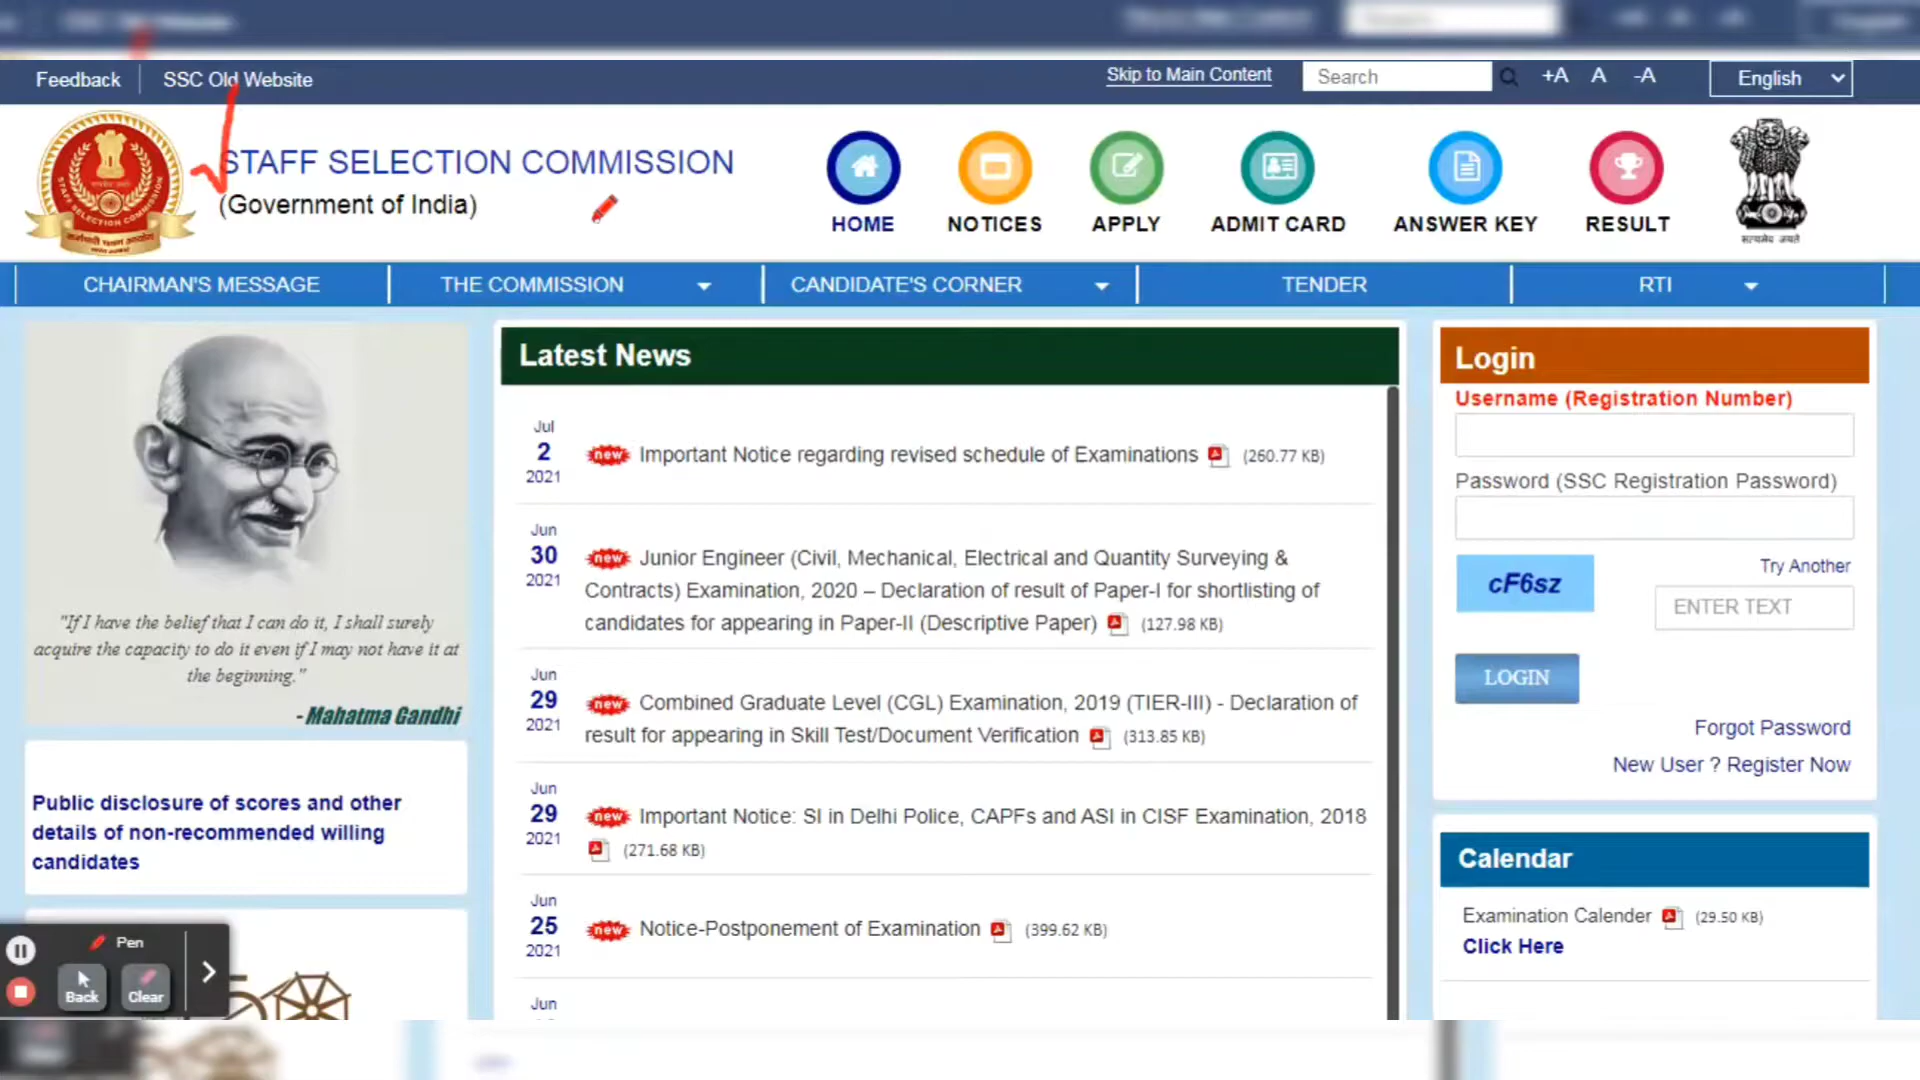 Feedback
SSC Old Website
Skip to Main Content
Search
+A A -A
English
STAFF SELECTION COMMISSION
(Government of India)
STAFF SELECTION COMMISSION
HOME
NOTICES
APPLY
ADMIT CARD
ANSWER KEY
RESULT
सत्यमेव जयते
CHAIRMAN'S MESSAGE
THE COMMISSION
CANDIDATE'S CORNER
TENDER
RTI
"If I have the belief that I can do it, I shall surely
acquire the capacity to do it even if I may not have it at
the beginning."
- Mahatma Gandhi
Public disclosure of scores and other
details of non-recommended willing
candidates
Latest News
Jul
2
2021
new Important Notice regarding revised schedule of Examinations (260.77 KB)
Jun
30
2021
new Junior Engineer (Civil, Mechanical, Electrical and Quantity Surveying &
Contracts) Examination, 2020 – Declaration of result of Paper-I for shortlisting of
candidates for appearing in Paper-II (Descriptive Paper) (127.98 KB)
Jun
29
2021
new Combined Graduate Level (CGL) Examination, 2019 (TIER-III) - Declaration of
result for appearing in Skill Test/Document Verification (313.85 KB)
Jun
29
2021
new Important Notice: SI in Delhi Police, CAPFs and ASI in CISF Examination, 2018
(271.68 KB)
Jun
25
2021
new Notice-Postponement of Examination (399.62 KB)
Jun
Login
Username (Registration Number)
Password (SSC Registration Password)
cF6sz
Try Another
ENTER TEXT
LOGIN
Forgot Password
New User ? Register Now
Calendar
Examination Calender (29.50 KB)
Click Here
Pen
Back
Clear